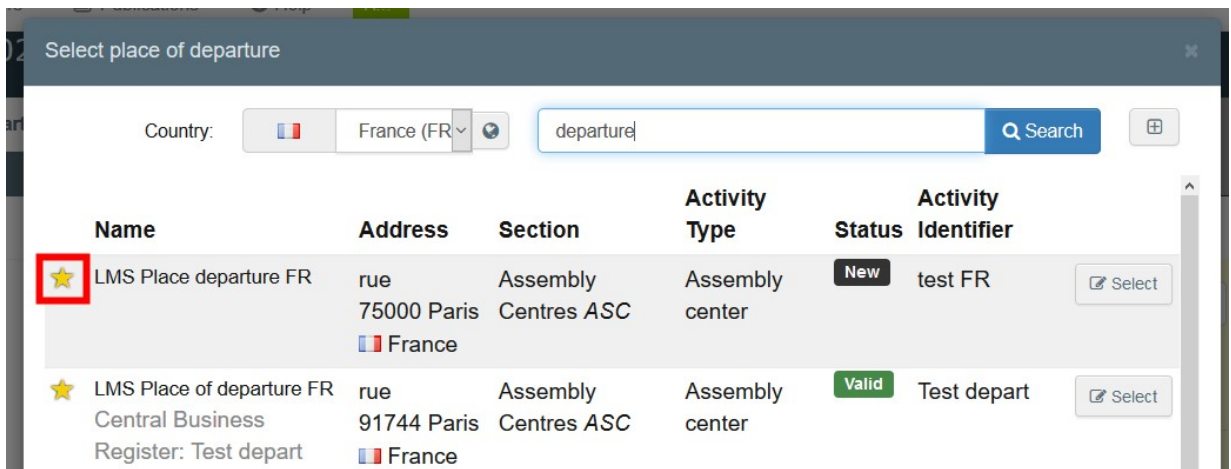 Publications
Help
Select place of departure
Country:
France (FR
departure
Search
Name
Address
Section
Activity
Type
Status
Activity
Identifier
LMS Place departure FR
rue
75000 Paris
France
Assembly
Centres ASC
Assembly
center
New
test FR
Select
LMS Place of departure FR
Central Business
Register: Test depart
rue
91744 Paris
France
Assembly
Centres ASC
Assembly
center
Valid
Test depart
Select